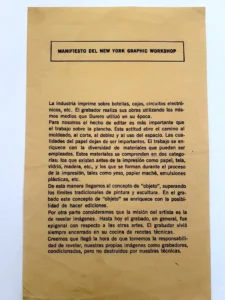 MANIFIESTO DEL NEW YORK GRAPHIC WORKSHOP
La industria imprime sobre botellas, cajas, circuitos electróni-
cos, etc. El grabador realiza sus obras utilizando los mis-
mos medios que Durero utilizó en su época.
Para nosotros el hecho de editar es más importante que
el trabajo sobre la plancha. Esta actitud abre el camino al
moldeado, al corte, al doblez y al uso del espacio. Las cua-
lidades del papel dejan de ser importantes. El trabajo se en-
riquece con la diversidad de materiales que pueden ser
empleados. Estos materiales se comprenden en dos catego-
rías: los que existen antes de la impresión como papel, tela,
vidrio, madera, etc., y los que se forman durante el proceso
de la impresión, tales como yeso, papier maché, emulsiones
plásticas, etc.
De esta manera llegamos al concepto de "objeto", superando
los límites tradicionales de pintura y escultura. En el gra-
bado este concepto de "objeto" se enriquece con la posibili-
dad de hacer ediciones.
Por otra parte consideramos que la misión del artista es la
de revelar imágenes. Hasta hoy el grabado, en general, fue
epigonal con respecto a las otras artes. El grabador vivió
siempre encerrado en su cocina de recetas técnicas.
Creemos que llegó la hora de que tomemos la responsabili-
dad de revelar, nuestras propias imágenes como grabadores,
condicionadas, pero no destruidas por nuestras técnicas.